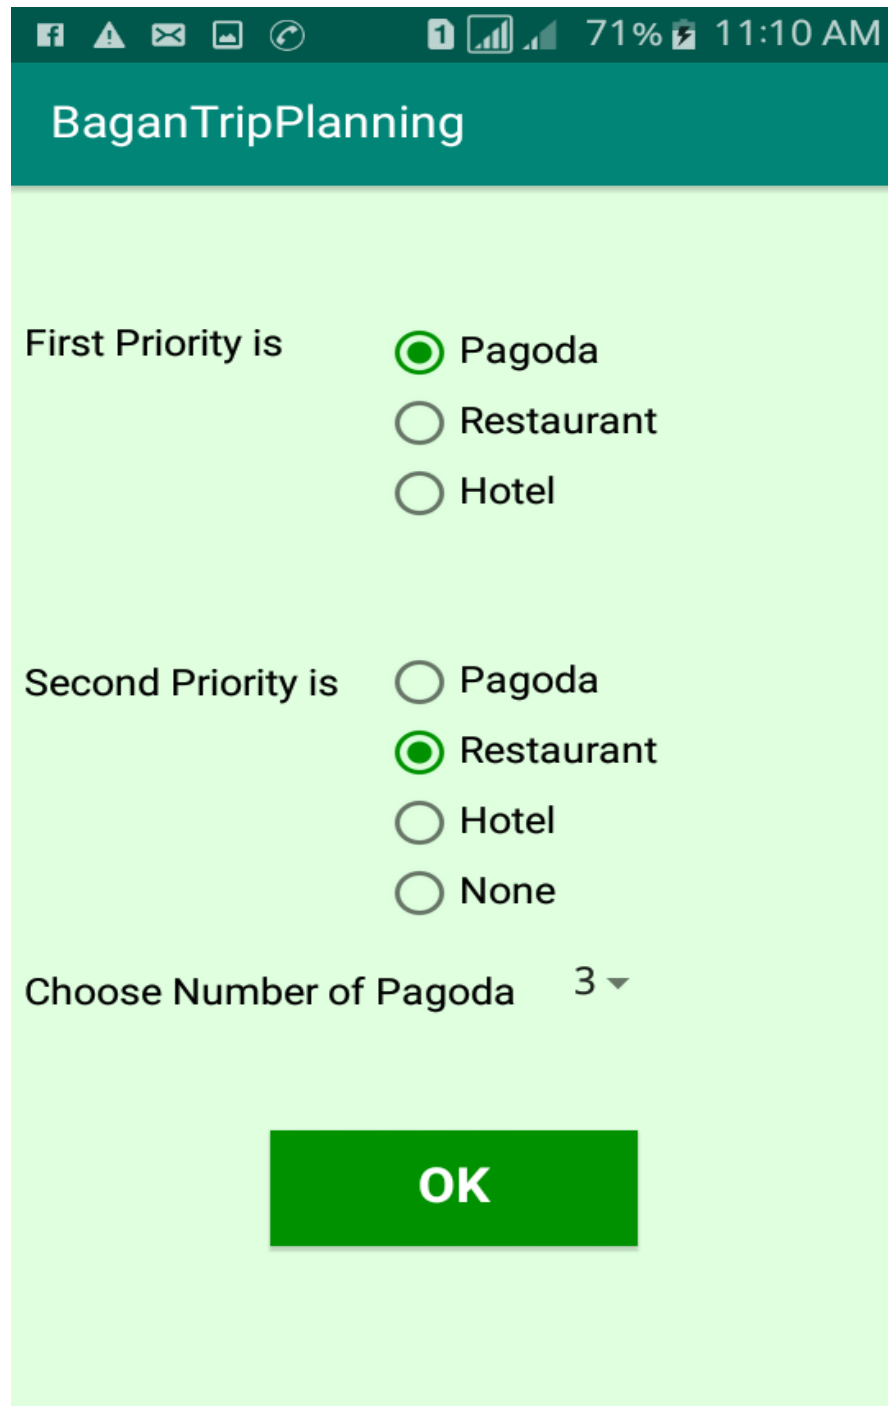 1 71% 11:10 AM
BaganTripPlanning
First Priority is
Pagoda
Restaurant
Hotel
Second Priority is
Pagoda
Restaurant
Hotel
None
Choose Number of Pagoda 3
OK